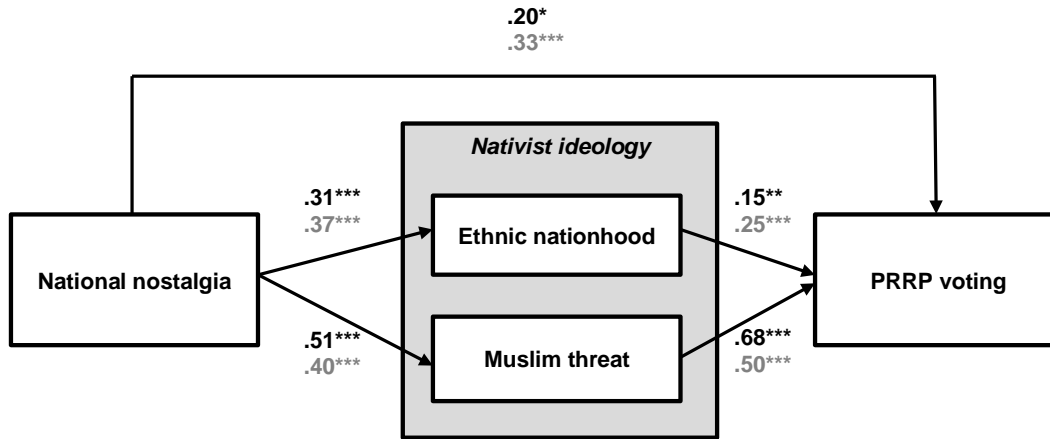 .20*
.33***
Nativist ideology
.31***
.37***
.15**
.25***
Ethnic nationhood
National nostalgia
PRRP voting
.51***
.40***
Muslim threat
.68***
.50***